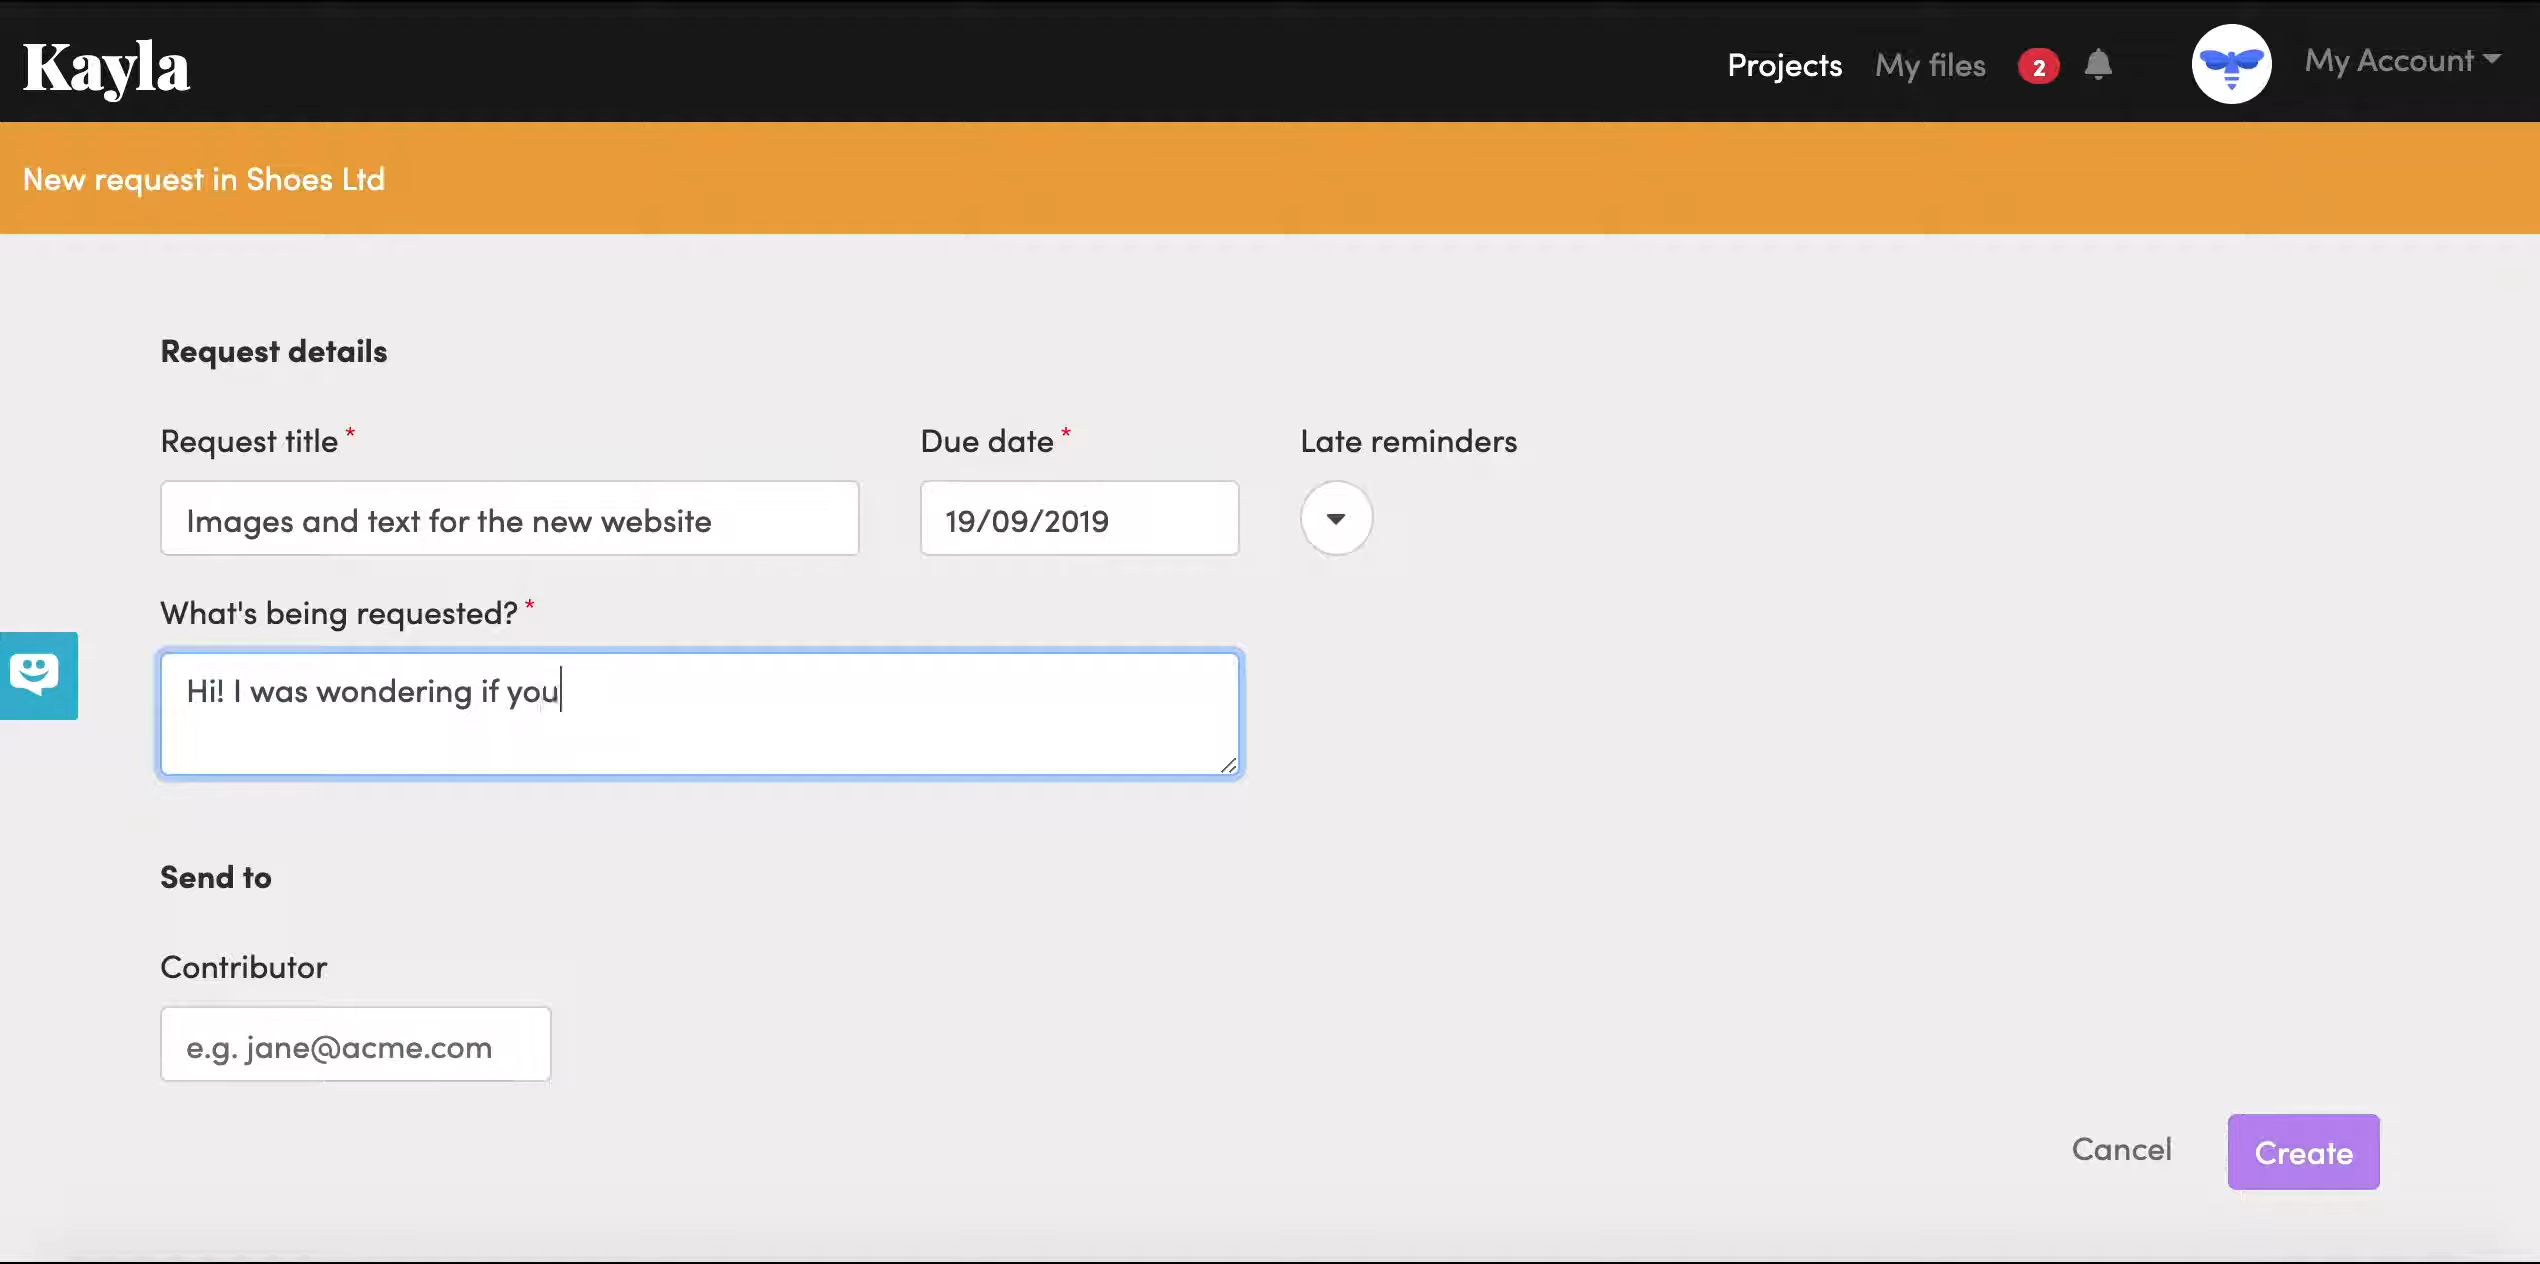 Kayla
Projects My files 2 My Account
New request in Shoes Ltd
Request details
Request title * Due date * Late reminders
Images and text for the new website 19/09/2019
What's being requested? *
Hi! I was wondering if you
Send to
Contributor
e.g. jane@acme.com
Cancel Create